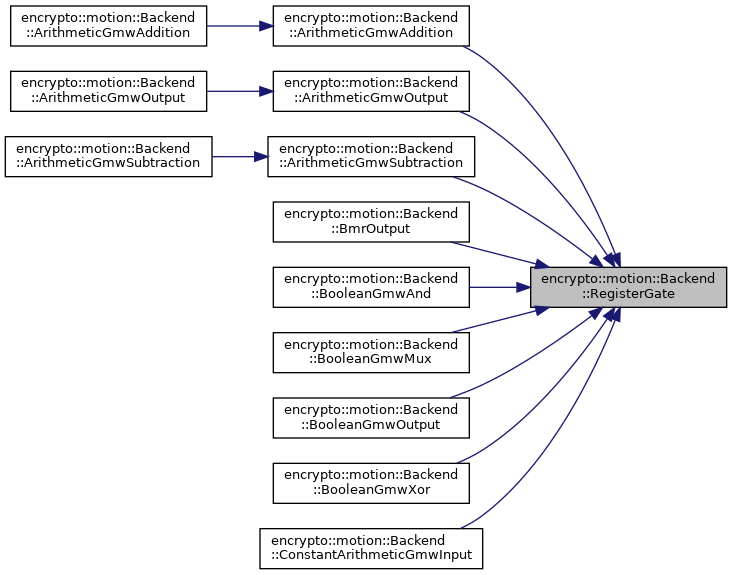 encrypto::motion::Backend
::ArithmeticGmwAddition
encrypto::motion::Backend
::ArithmeticGmwAddition
encrypto::motion::Backend
::ArithmeticGmwOutput
encrypto::motion::Backend
::ArithmeticGmwOutput
encrypto::motion::Backend
::ArithmeticGmwSubtraction
encrypto::motion::Backend
::ArithmeticGmwSubtraction
encrypto::motion::Backend
::BmrOutput
encrypto::motion::Backend
::BooleanGmwAnd
encrypto::motion::Backend
::RegisterGate
encrypto::motion::Backend
::BooleanGmwMux
encrypto::motion::Backend
::BooleanGmwOutput
encrypto::motion::Backend
::BooleanGmwXor
encrypto::motion::Backend
::ConstantArithmeticGmwInput